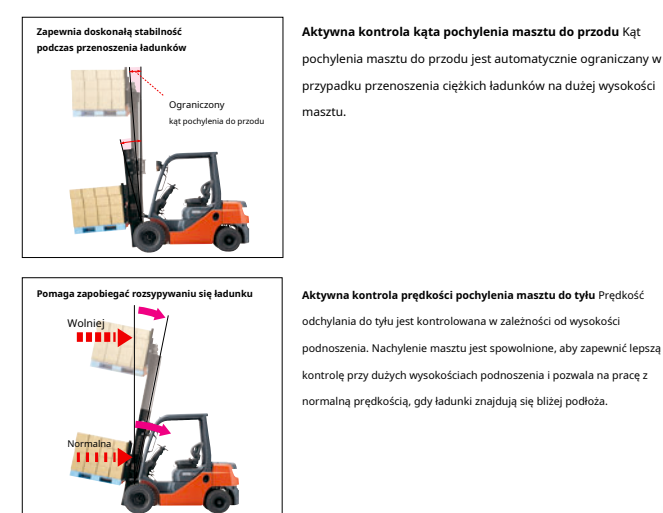 Zapewnia doskonałą stabilność
podczas przenoszenia ładunków
Ograniczony
kąt pochylenia do przodu
Aktywna kontrola kąta pochylenia masztu do przodu Kąt
pochylenia masztu do przodu jest automatycznie ograniczany w
przypadku przenoszenia ciężkich ładunków na dużej wysokości
masztu.
Pomaga zapobiegać rozsypywaniu się ładunku
Wolniej
Normalna
Aktywna kontrola prędkości pochylenia masztu do tyłu Prędkość
odchylania do tyłu jest kontrolowana w zależności od wysokości
podnoszenia. Nachylenie masztu jest spowolnione, aby zapewnić lepszą
kontrolę przy dużych wysokościach podnoszenia i pozwala na pracę z
normalną prędkością, gdy ładunki znajdują się bliżej podłoża.